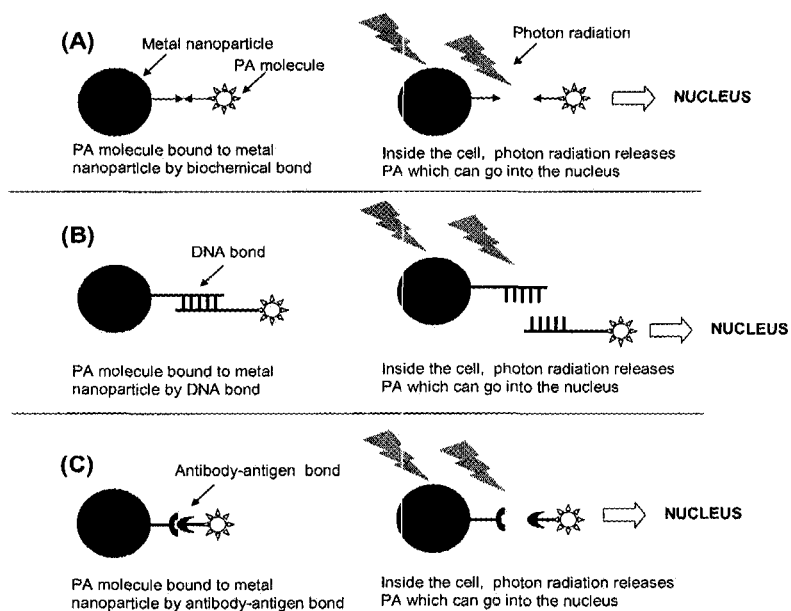 (A)
Metal nanoparticle
PA molecule
PA molecule bound to metal
nanoparticle by biochemical bond
Photon radiation
NUCLEUS
Inside the cell, photon radiation releases
PA which can go into the nucleus
(B)
DNA bond
PA molecule bound to metal
nanoparticle by DNA bond
NUCLEUS
Inside the cell, photon radiation releases
PA which can go into the nucleus
(C)
Antibody-antigen bond
PA molecule bound to metal
nanoparticle by antibody-antigen bond
NUCLEUS
Inside the cell, photon radiation releases
PA which can go into the nucleus